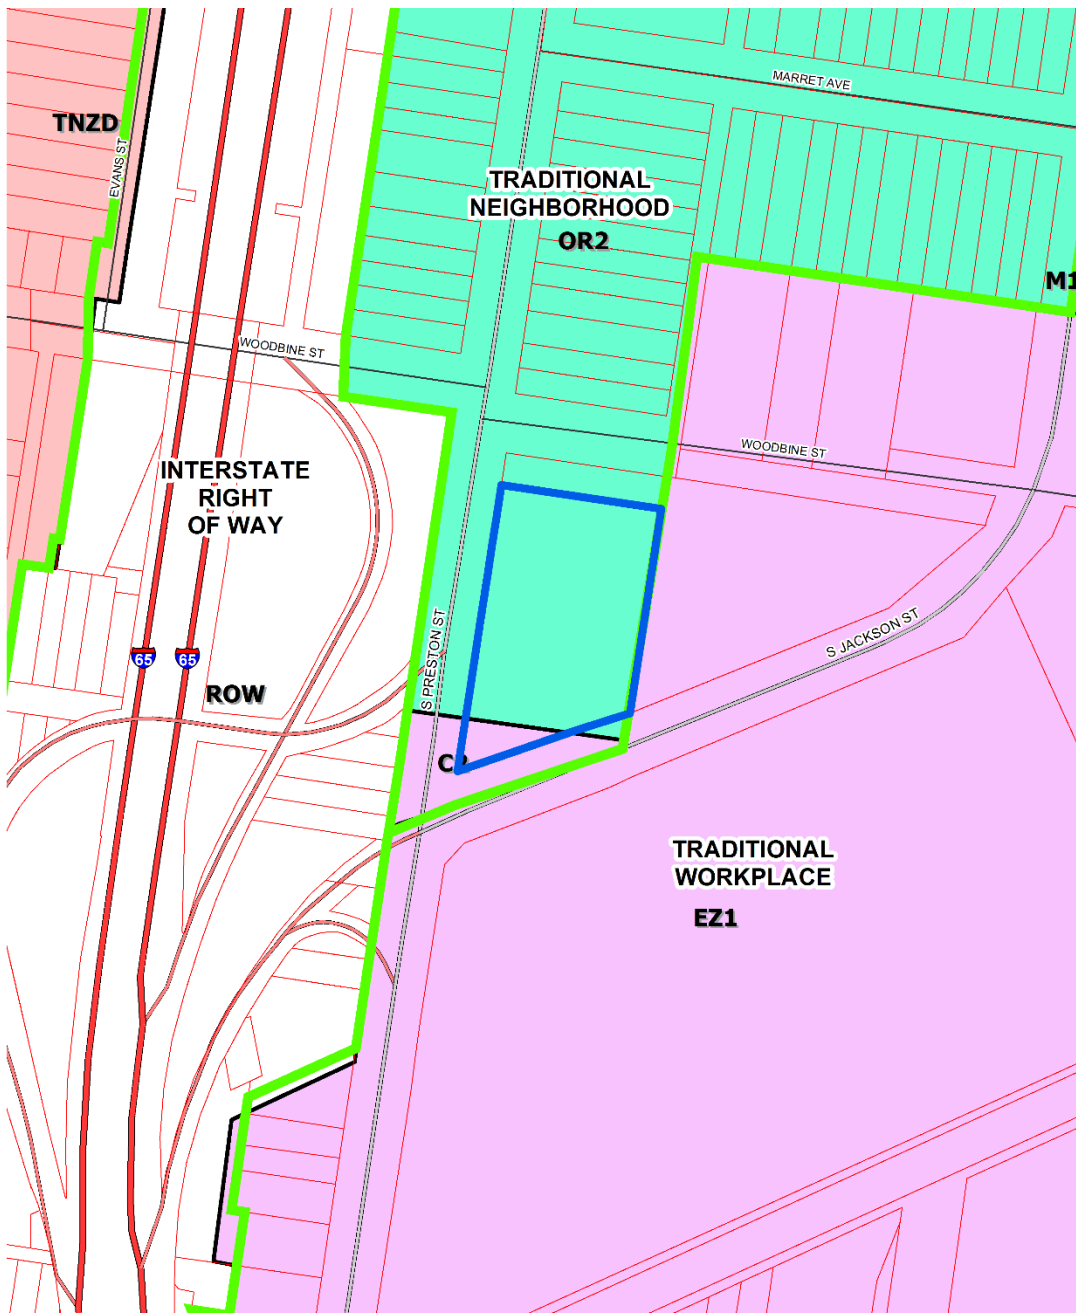 MARRET AVE
TNZD
EVANS ST
TRADITIONAL
NEIGHBORHOOD
OR2
M1
WOODBINE ST
WOODBINE ST
INTERSTATE
RIGHT
OF WAY
S JACKSON ST
S PRESTON ST
65
65
ROW
C2
TRADITIONAL
WORKPLACE
EZ1